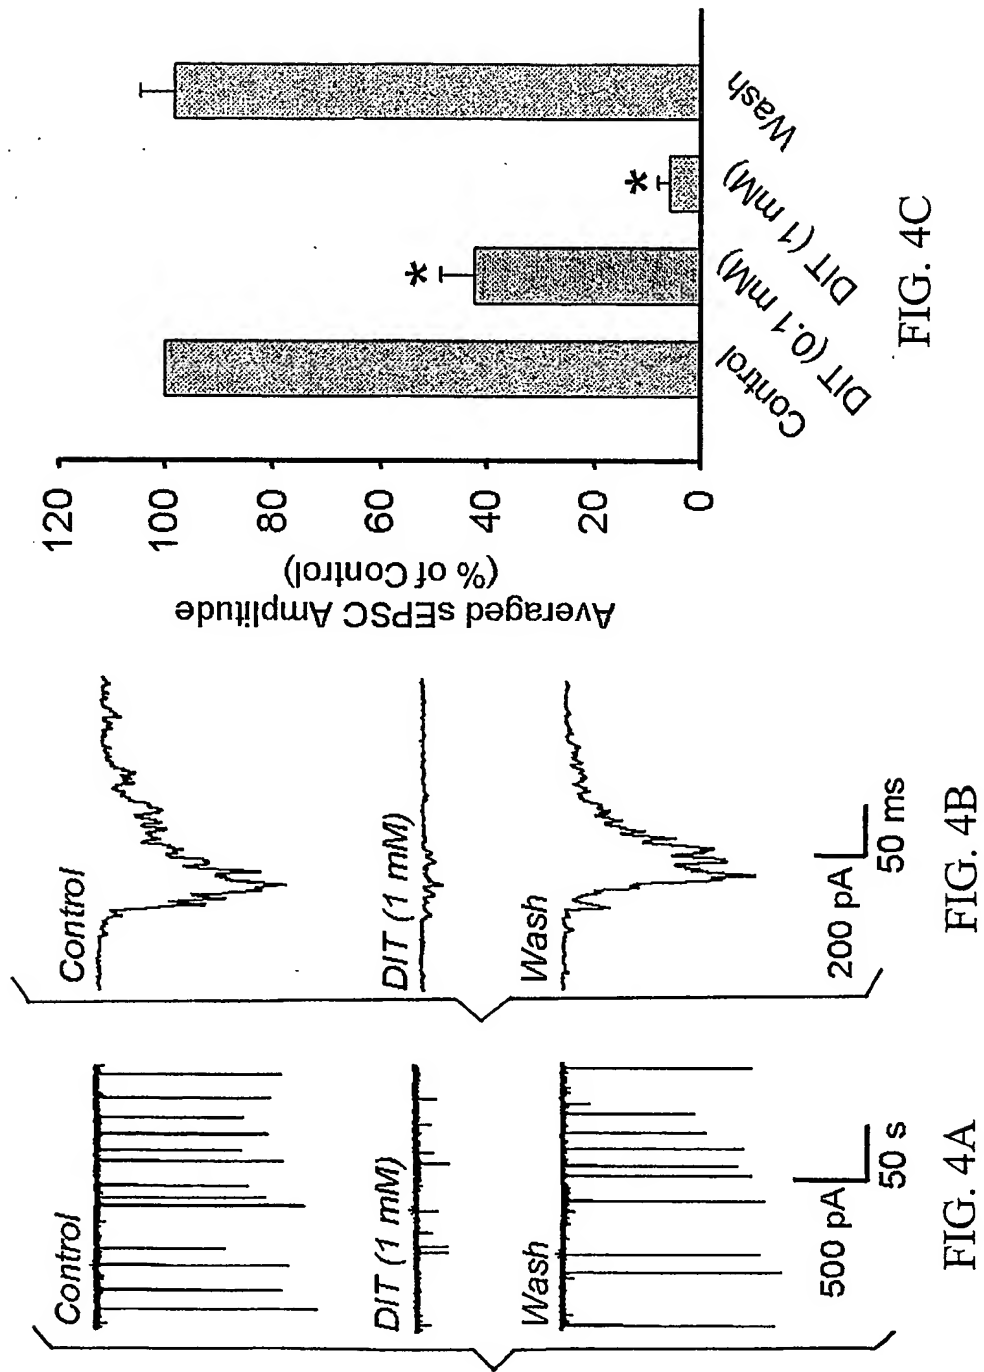 Control
DIT (1 mM)
Wash
500 pA
50 s
FIG. 4A
Control
DIT (1 mM)
Wash
200 pA
50 ms
FIG. 4B
Averaged sEPSC Amplitude
(% of Control)
120
100
80
60
40
20
0
*
*
Control
DIT (0.1 mM)
DIT (1 mM)
Wash
FIG. 4C